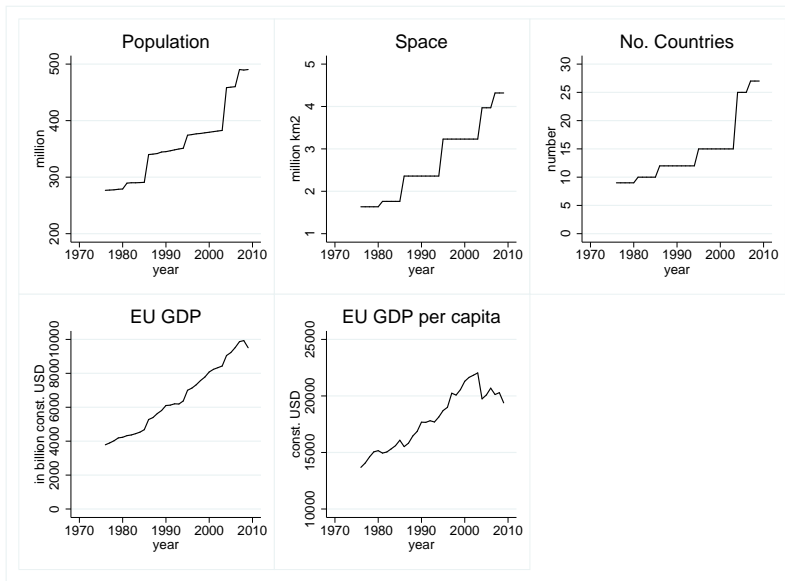 Population
500
400
300
200
million
1970 1980 1990 2000 2010
year
Space
5
4
3
2
1
million km2
1970 1980 1990 2000 2010
year
No. Countries
30
25
20
15
10
5
0
number
1970 1980 1990 2000 2010
year
EU GDP
10000
8000
6000
4000
2000
0
in billion const. USD
1970 1980 1990 2000 2010
year
EU GDP per capita
25000
20000
15000
10000
const. USD
1970 1980 1990 2000 2010
year